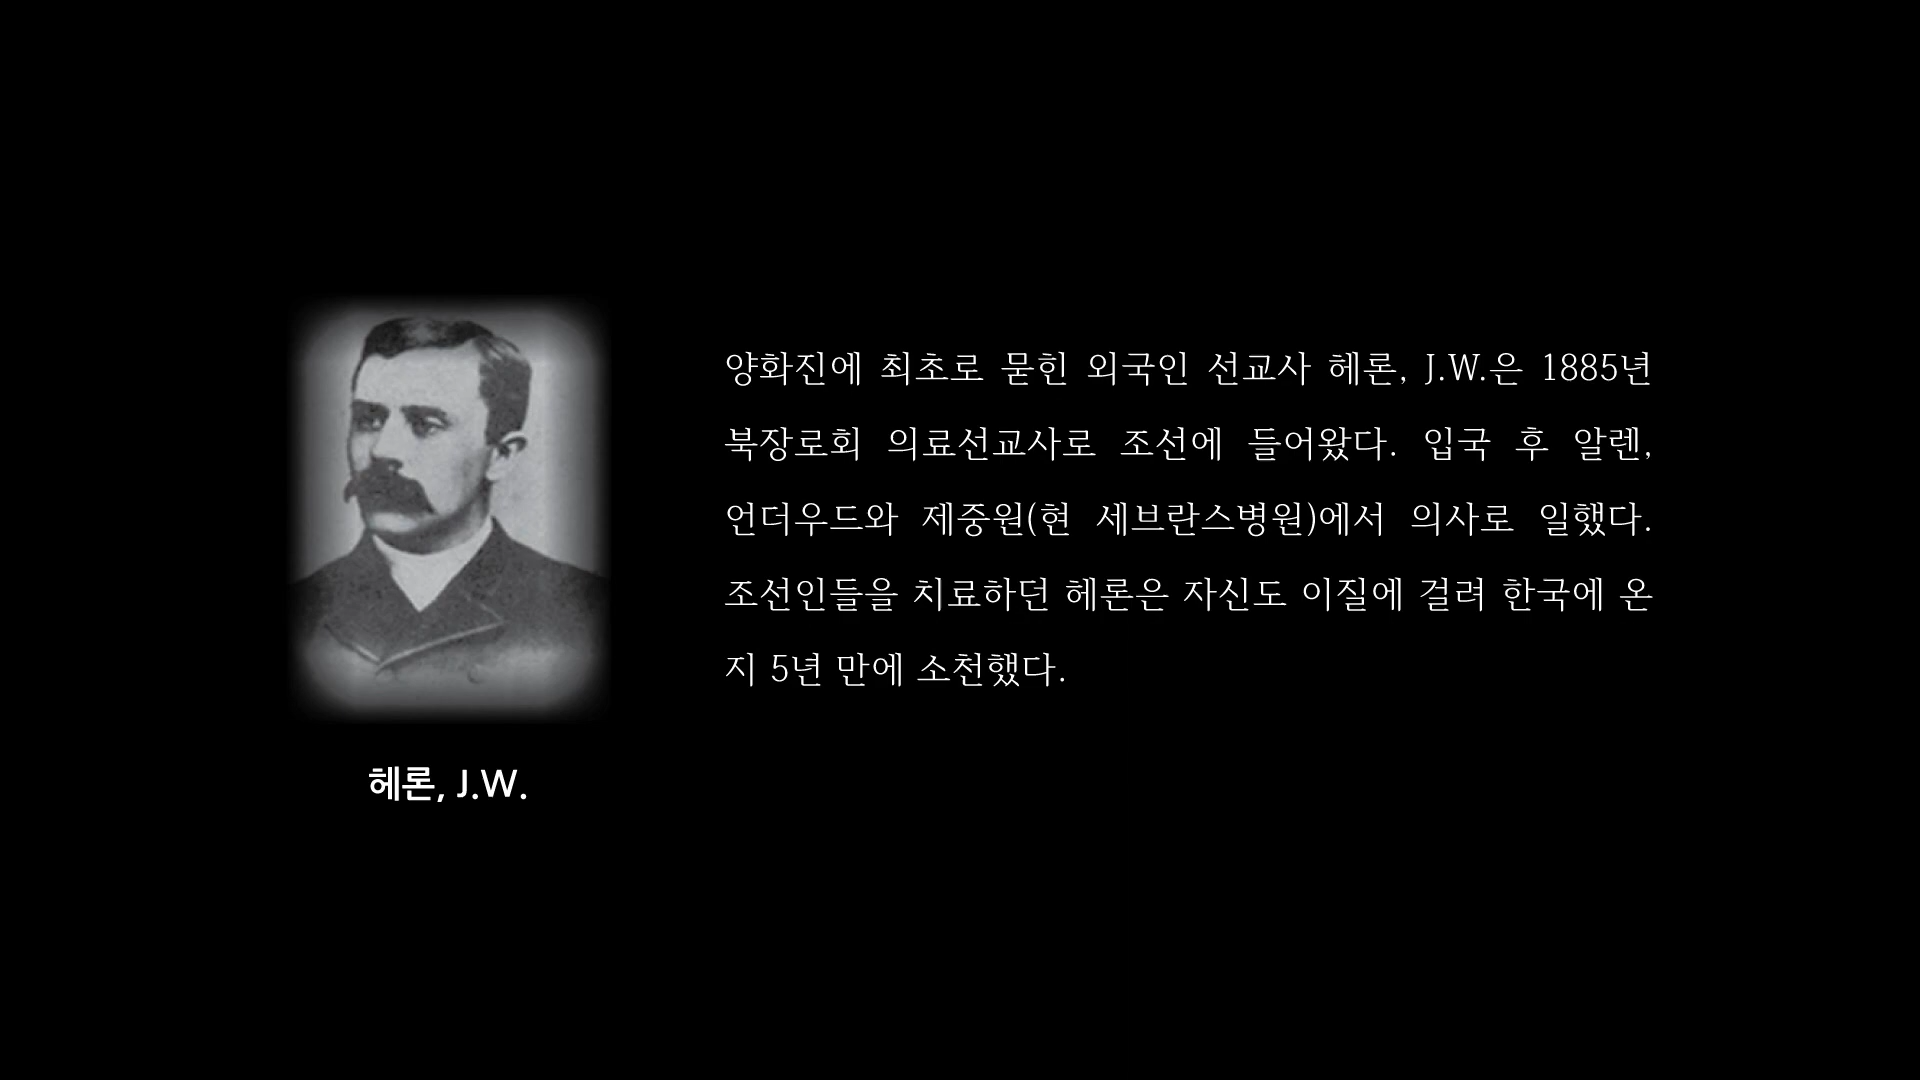 양화진에 최초로 묻힌 외국인 선교사 헤론, J.W.은 1885년
북장로회 의료선교사로 조선에 들어왔다. 입국 후 알렌,
언더우드와 제중원(현 세브란스병원)에서 의사로 일했다.
조선인들을 치료하던 헤론은 자신도 이질에 걸려 한국에 온
지 5년 만에 소천했다.
헤론, J.W.